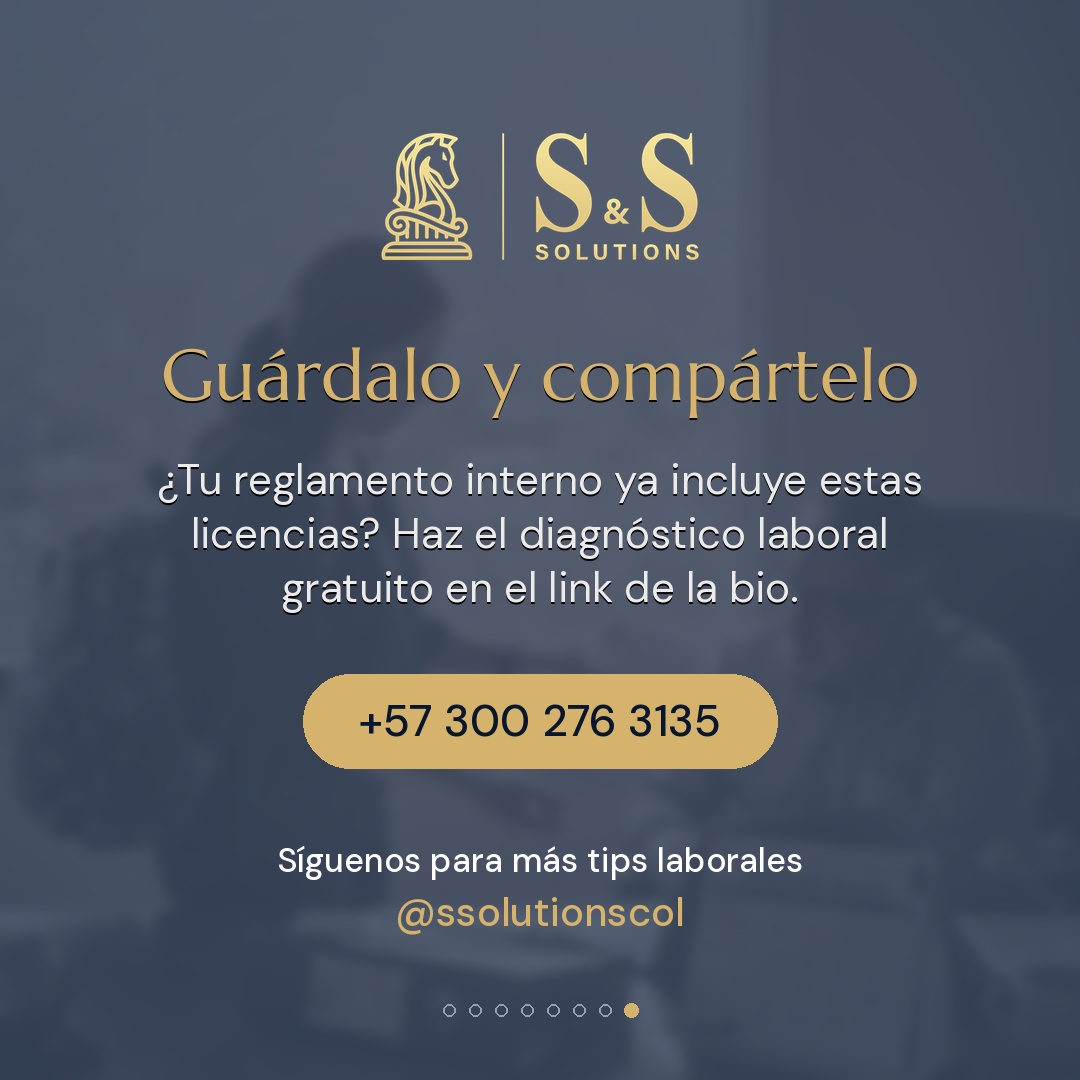 S&S
SOLUTIONS
Guárdalo y compártelo
¿Tu reglamento interno ya incluye estas
licencias? Haz el diagnóstico laboral
gratuito en el link de la bio.
+57 300 276 3135
Síguenos para más tips laborales
@ssolutionscol